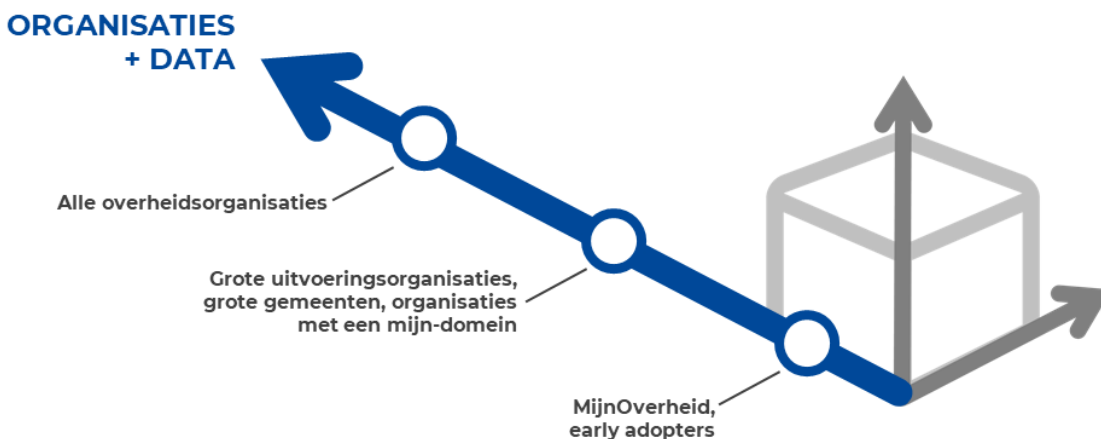 ORGANISATIES
+ DATA
Alle overheidsorganisaties
Grote uitvoeringsorganisaties,
grote gemeenten, organisaties
met een mijn-domein
MijnOverheid,
early adopters